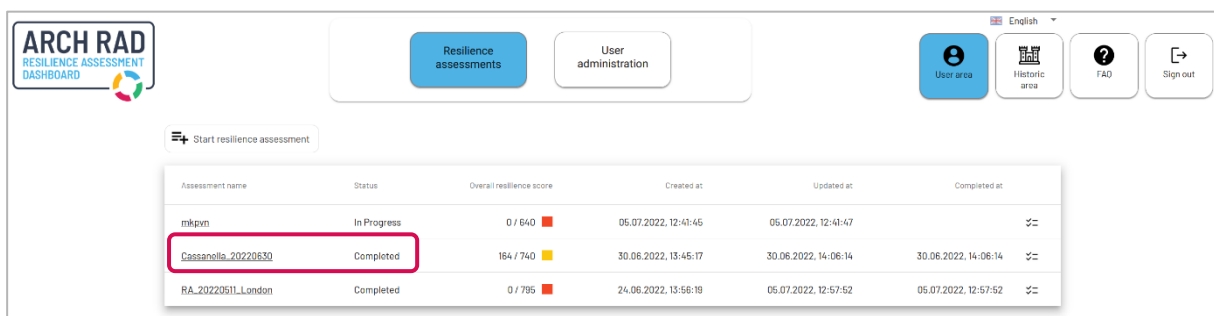 English
ARCH RAD
RESILIENCE ASSESSMENT
DASHBOARD
Resilience
assessments
User
administration
User area
Historic
area
FAQ
Sign out
Start resilience assessment
Assessment name Status Overall resilience score Created at Updated at Completed at
mkpvn In Progress 0 / 640 05.07.2022, 12:41:45 05.07.2022, 12:41:47
Cassanella_20220630 Completed 164 / 740 30.06.2022, 13:45:17 30.06.2022, 14:06:14 30.06.2022, 14:06:14
RA_20220511_London Completed 0 / 795 24.06.2022, 13:56:19 05.07.2022, 12:57:52 05.07.2022, 12:57:52